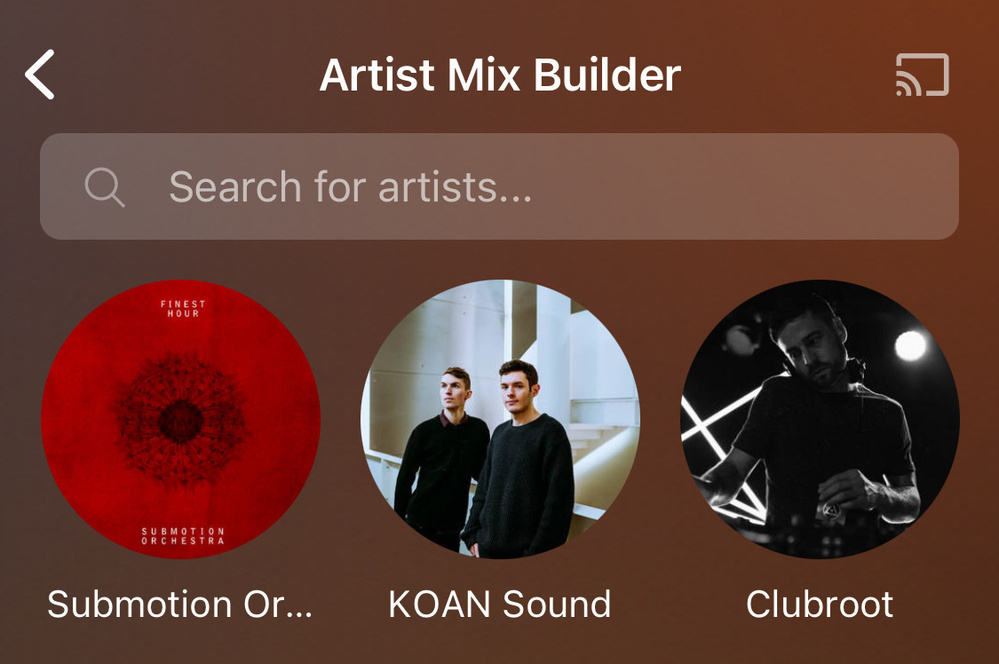 Artist Mix Builder
Search for artists...
FINEST
HOUR
SUBMOTION
ORCHESTRA
Submotion Or...
KOAN Sound
Clubroot